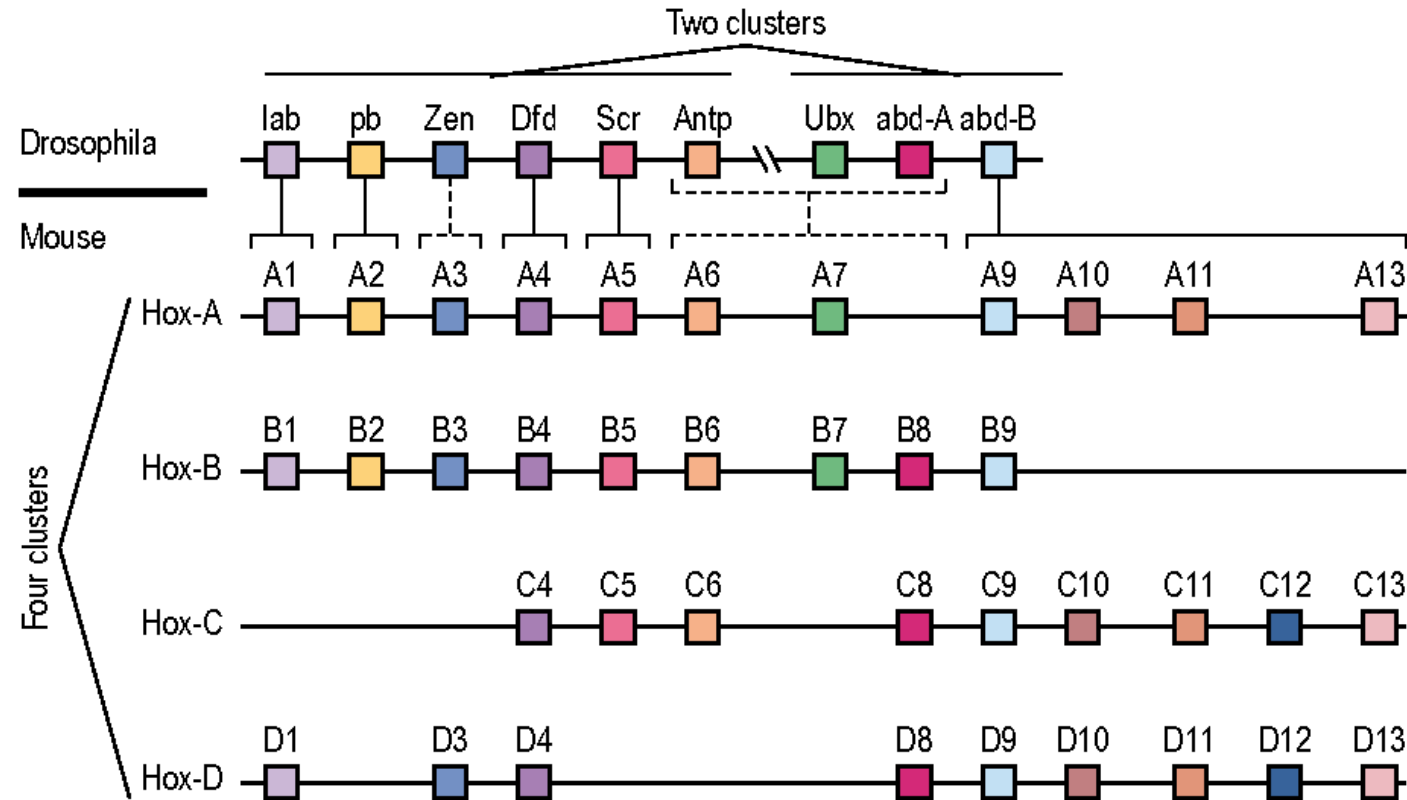 Two clusters
lab pb Zen Dfd Scr Antp Ubx abd-A abd-B
Drosophila
Mouse
A1 A2 A3 A4 A5 A6 A7 A9 A10 A11 A13
Hox-A
B1 B2 B3 B4 B5 B6 B7 B8 B9
Hox-B
Four clusters
C4 C5 C6 C8 C9 C10 C11 C12 C13
Hox-C
D1 D3 D4 D8 D9 D10 D11 D12 D13
Hox-D